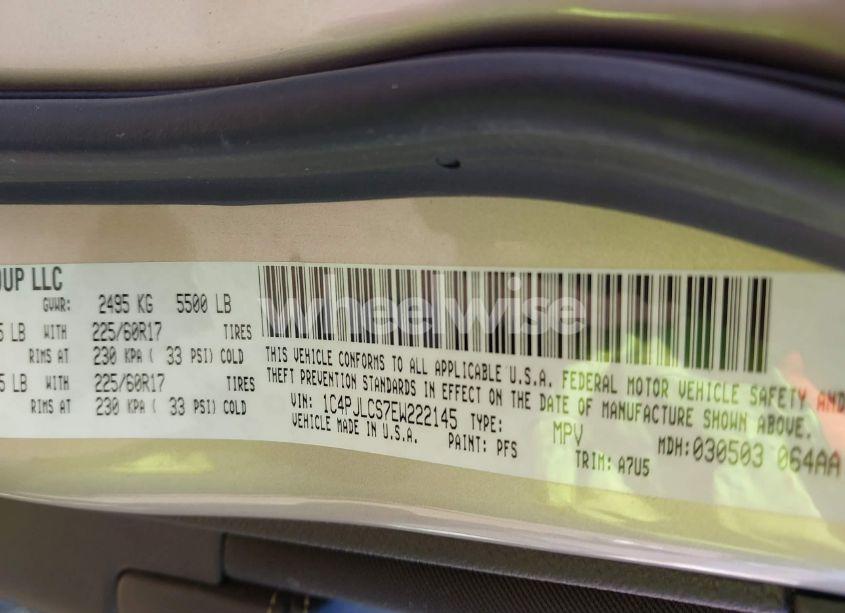 OUP LLC
GVWR: 2495 KG 5500 LB
5 LB WITH 225/60R17 TIRES
RIMS AT 230 KPA ( 33 PSI) COLD
5 LB WITH 225/60R17 TIRES
RIMS AT 230 KPA ( 33 PSI) COLD
wheelwise
THIS VEHICLE CONFORMS TO ALL APPLICABLE U.S.A. FEDERAL MOTOR VEHICLE SAFETY AND
THEFT PREVENTION STANDARDS IN EFFECT ON THE DATE OF MANUFACTURE SHOWN ABOVE.
VIN: 1C4PJLCS7EW222145 TYPE: MPV MDH:030503 064AA
VEHICLE MADE IN U.S.A. PAINT: PFS TRIM: A7U5